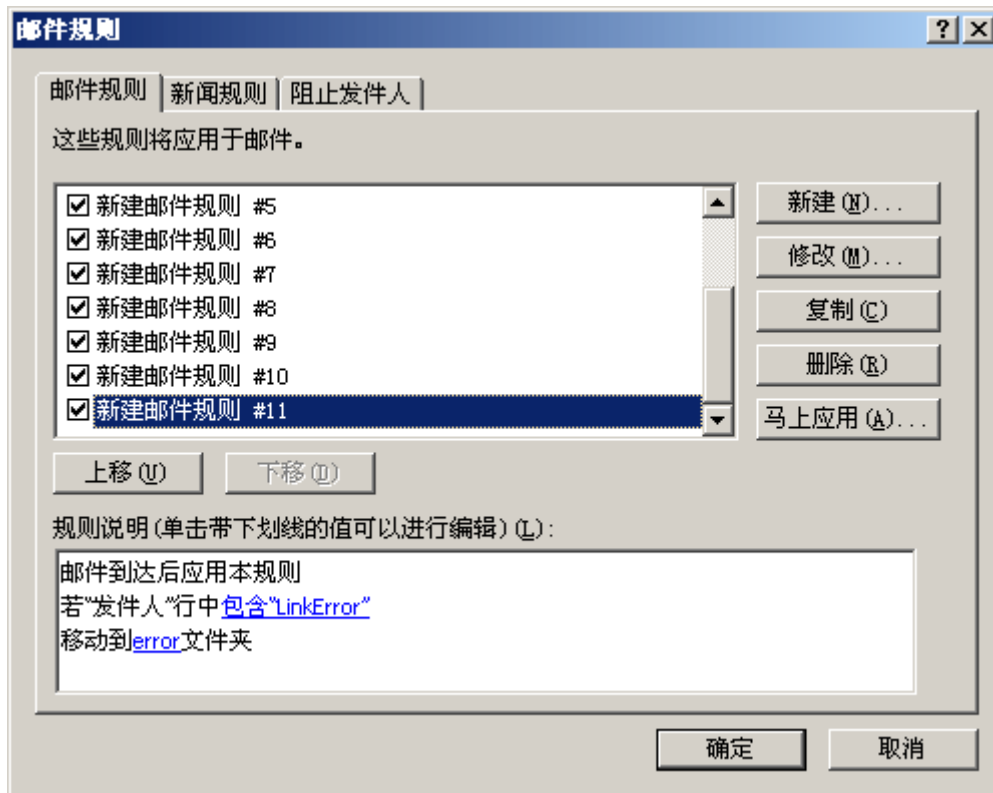 邮件规则
邮件规则 新闻规则 阻止发件人
这些规则将应用于邮件。
新建邮件规则 #5
新建邮件规则 #6
新建邮件规则 #7
新建邮件规则 #8
新建邮件规则 #9
新建邮件规则 #10
新建邮件规则 #11
新建(N)...
修改(M)...
复制(C)
删除(R)
马上应用(A)...
上移(U) 下移(D)
规则说明(单击带下划线的值可以进行编辑)(L):
邮件到达后应用本规则
若“发件人”行中包含“LinkError”
移动到error文件夹
确定 取消